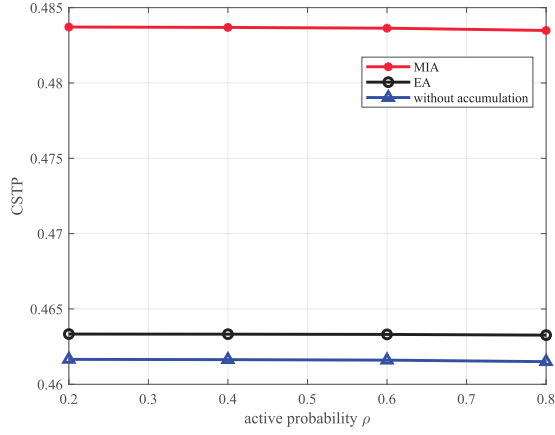 0.485
0.48
0.475
0.47
0.465
0.46
CSTP
MIA
EA
without accumulation
0.2 0.3 0.4 0.5 0.6 0.7 0.8
active probability ρ